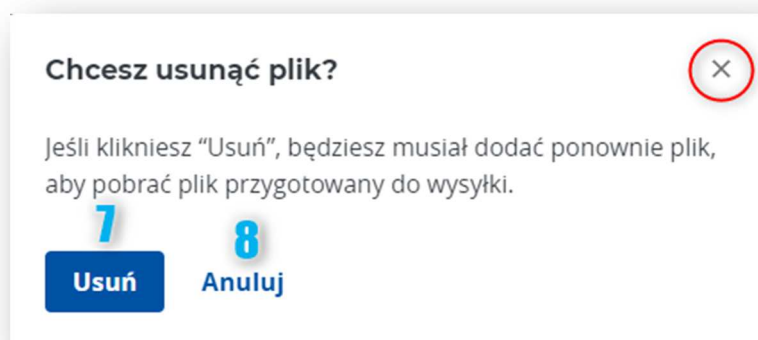 Chcesz usunąć plik?
Jeśli klikniesz “Usuń”, będziesz musiał dodać ponownie plik,
aby pobrać plik przygotowany do wysyłki.
7 8
Usuń Anuluj